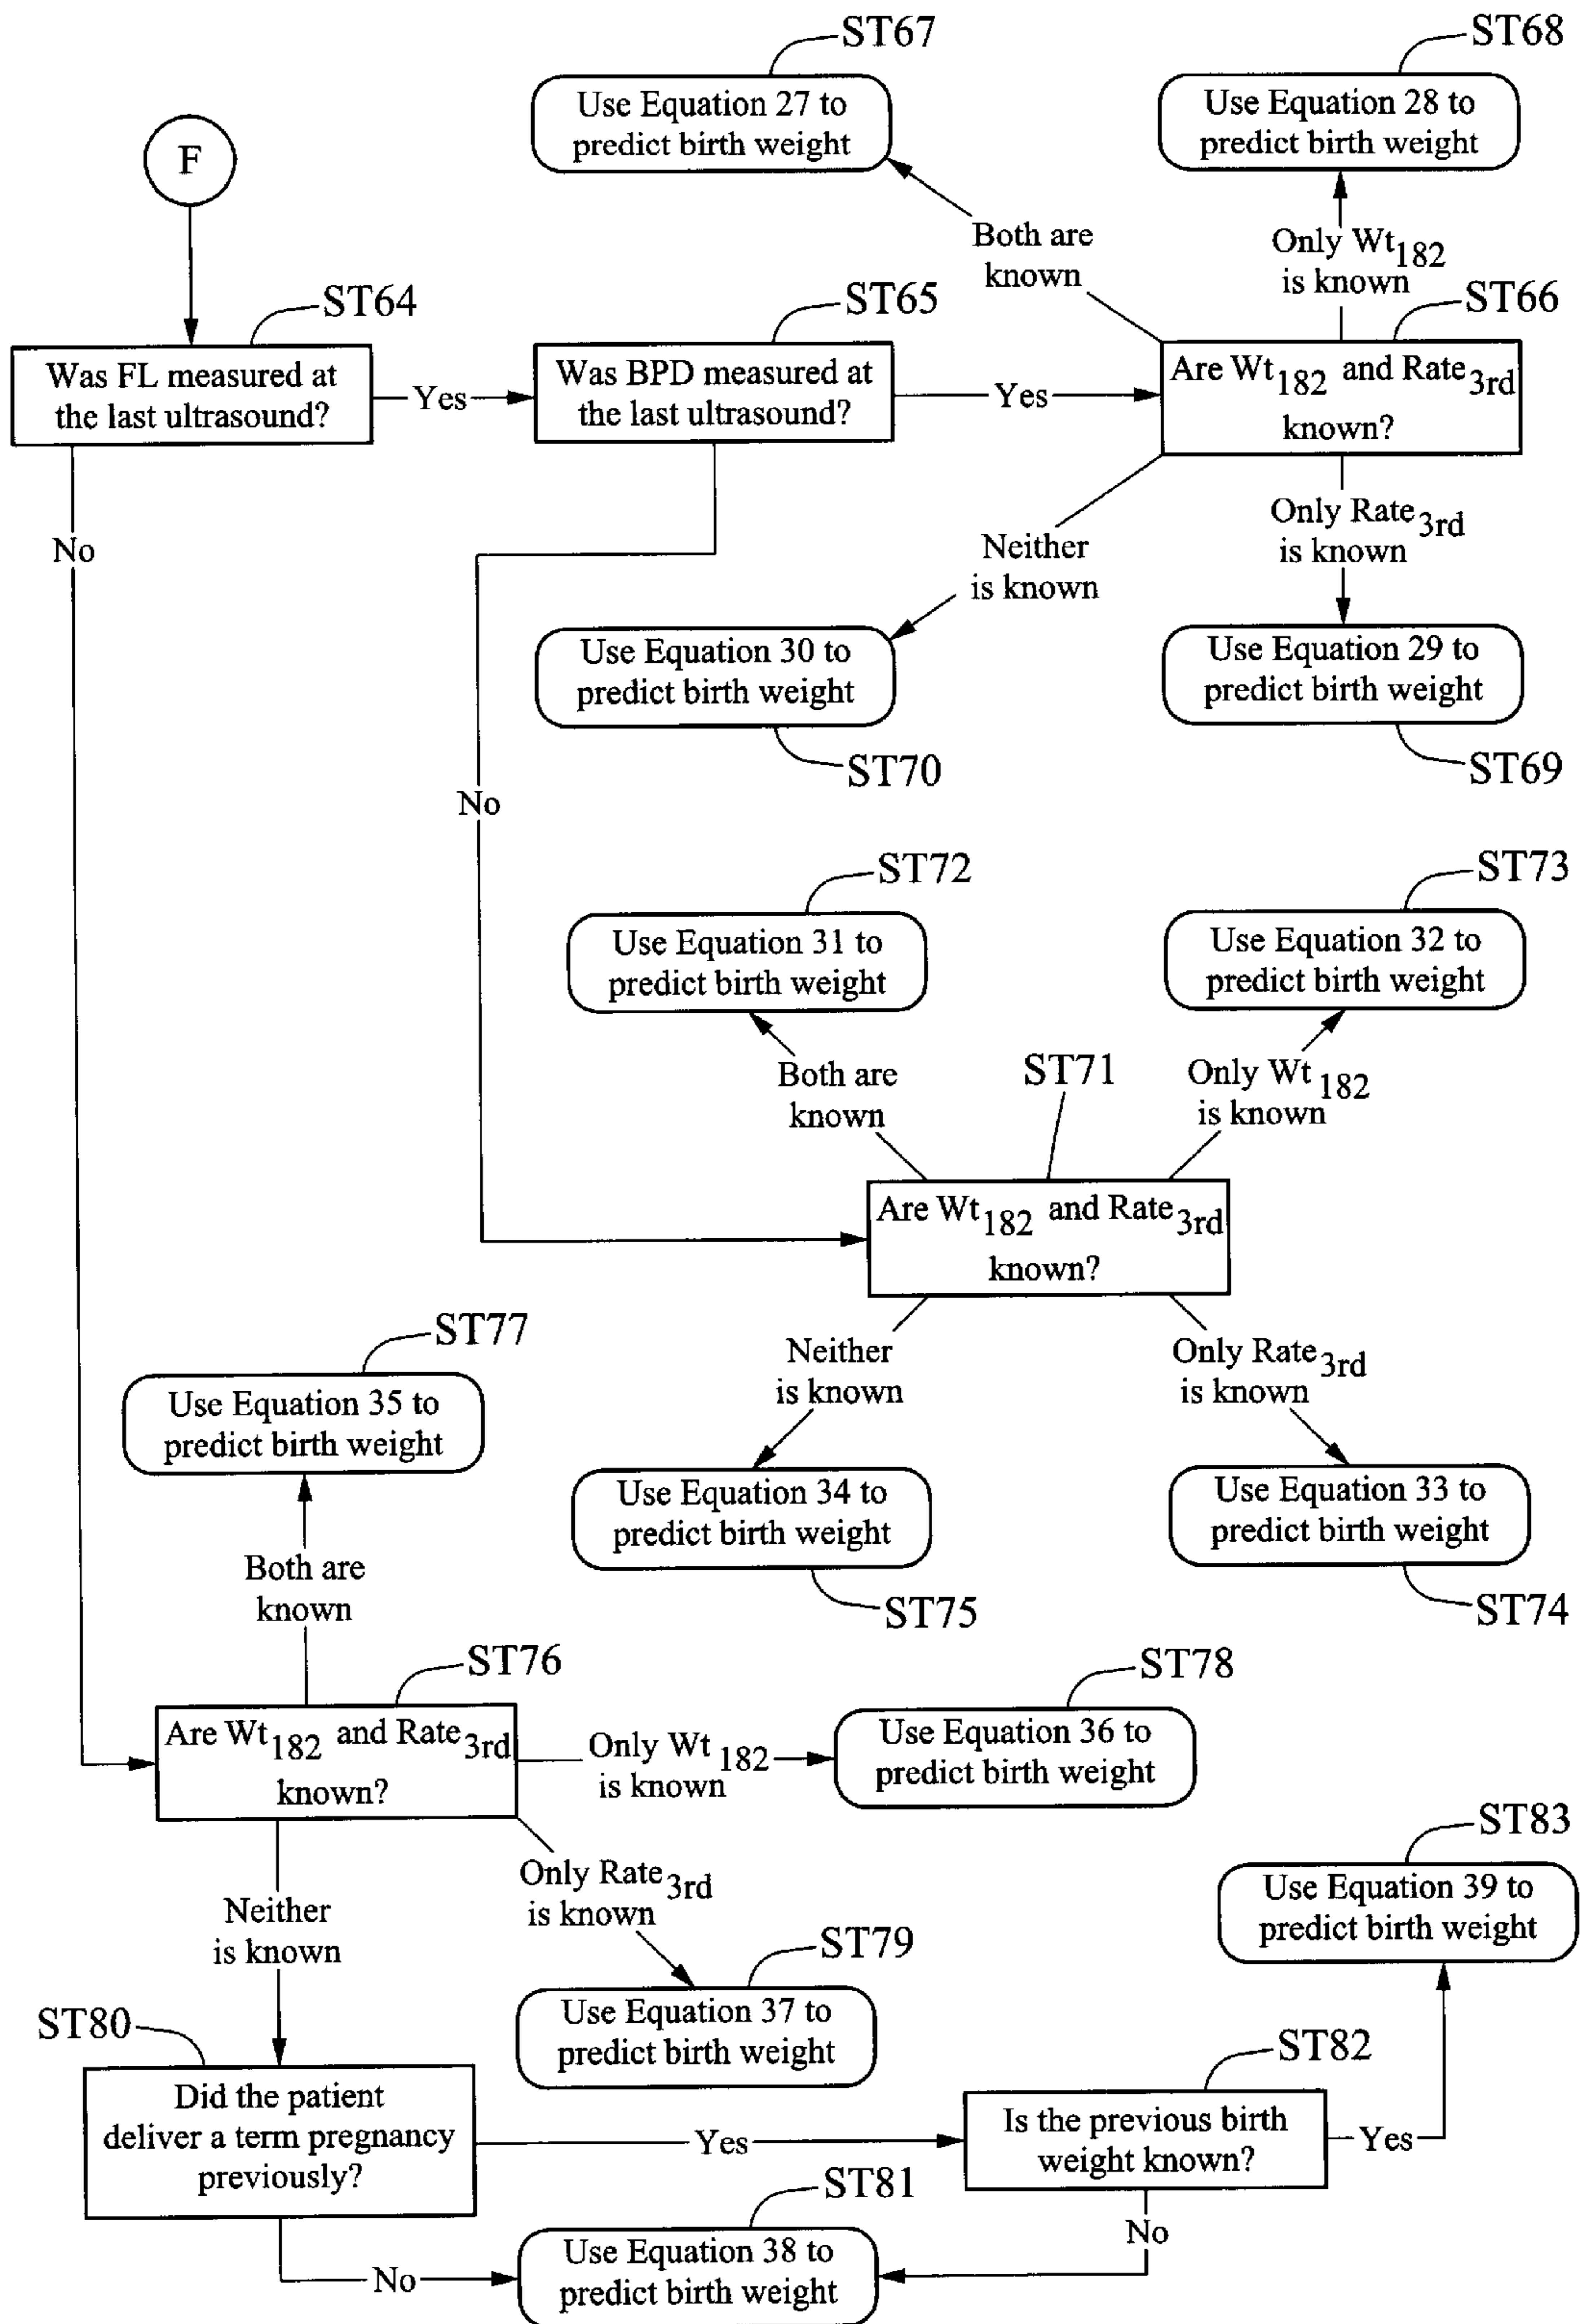 ST67
Use Equation 27 to
predict birth weight
ST68
Use Equation 28 to
predict birth weight
F
Both are
known
Only Wt182
is known
ST64
Was FL measured at
the last ultrasound?
Yes
ST65
Was BPD measured at
the last ultrasound?
Yes
ST66
Are Wt182 and Rate3rd
known?
No
Neither
is known
Only Rate3rd
is known
Use Equation 30 to
predict birth weight
ST70
Use Equation 29 to
predict birth weight
ST69
No
ST72
Use Equation 31 to
predict birth weight
ST73
Use Equation 32 to
predict birth weight
Both are
known
ST71
Only Wt182
is known
Are Wt182 and Rate3rd
known?
Neither
is known
Only Rate3rd
is known
ST77
Use Equation 35 to
predict birth weight
Use Equation 34 to
predict birth weight
ST75
Use Equation 33 to
predict birth weight
ST74
Both are
known
ST76
Are Wt182 and Rate3rd
known?
Only Wt182
is known
ST78
Use Equation 36 to
predict birth weight
Neither
is known
Only Rate3rd
is known
ST83
Use Equation 39 to
predict birth weight
ST79
Use Equation 37 to
predict birth weight
ST80
Did the patient
deliver a term pregnancy
previously?
Yes
ST82
Is the previous birth
weight known?
Yes
No
ST81
Use Equation 38 to
predict birth weight
No